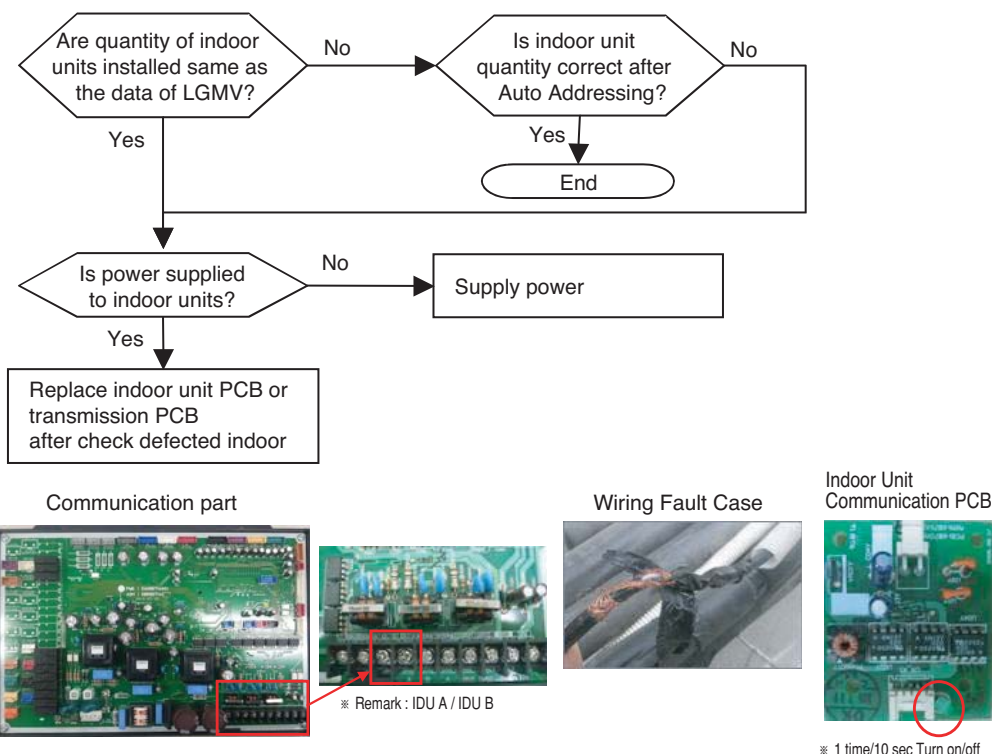 Are quantity of indoor
units installed same as
the data of LGMV?
No
Is indoor unit
quantity correct after
Auto Addressing?
No
Yes
Yes
End
Is power supplied
to indoor units?
No
Supply power
Yes
Replace indoor unit PCB or
transmission PCB
after check defected indoor
Communication part
Wiring Fault Case
Indoor Unit
Communication PCB
※ Remark : IDU A / IDU B
※ 1 time/10 sec Turn on/off